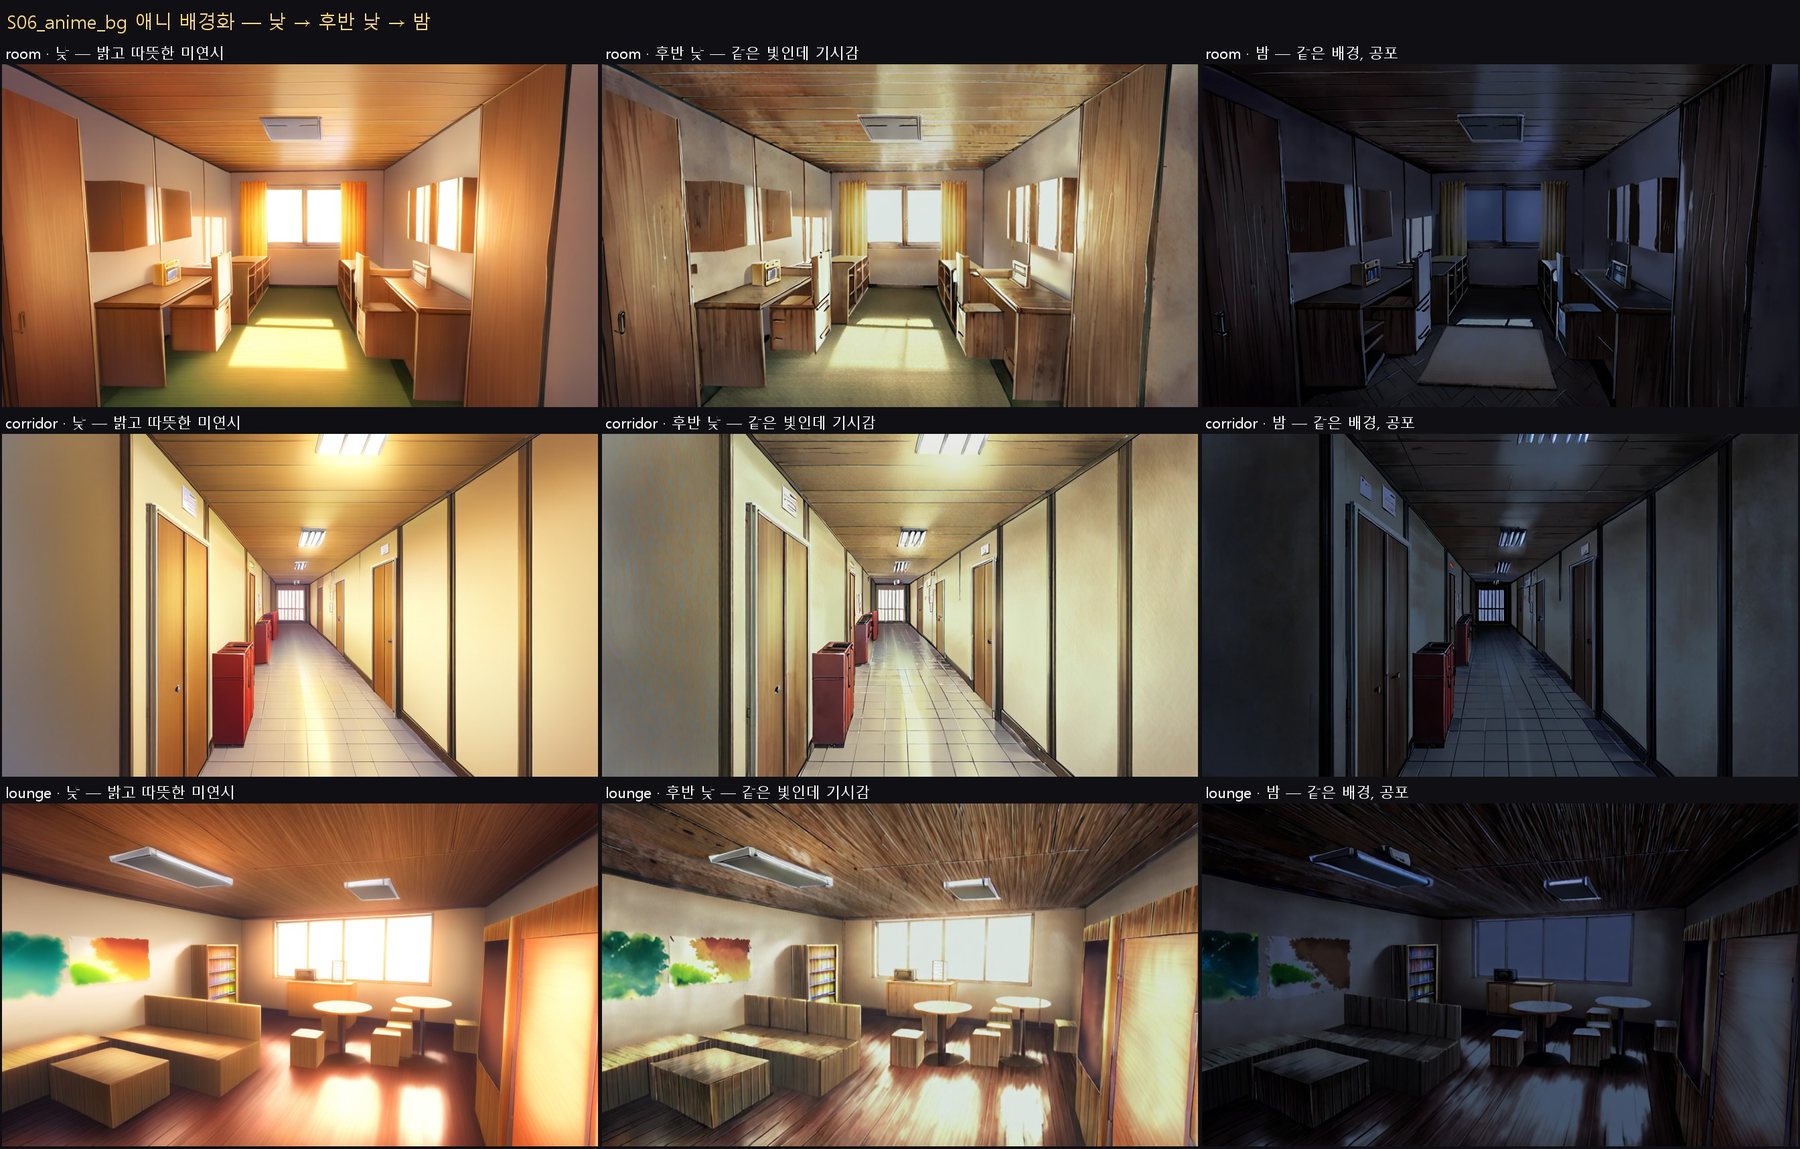 S06_anime_bg 애니 배경화 — 낮 → 후반 낮 → 밤
room · 낮 — 밝고 따뜻한 미연시
room · 후반 낮 — 같은 빛인데 기시감
room · 밤 — 같은 배경, 공포
corridor · 낮 — 밝고 따뜻한 미연시
corridor · 후반 낮 — 같은 빛인데 기시감
corridor · 밤 — 같은 배경, 공포
lounge · 낮 — 밝고 따뜻한 미연시
lounge · 후반 낮 — 같은 빛인데 기시감
lounge · 밤 — 같은 배경, 공포